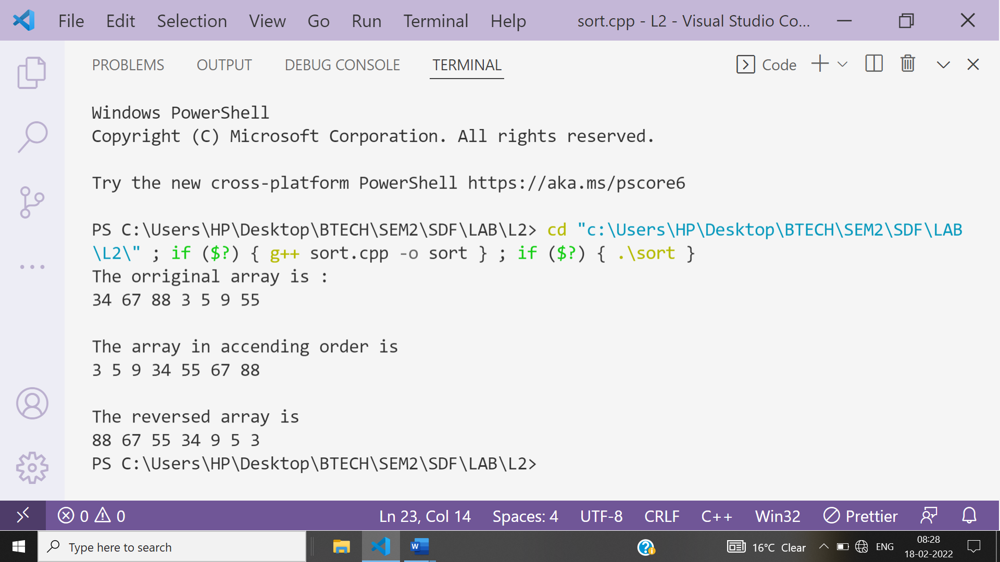 File Edit Selection View Go Run Terminal Help sort.cpp - L2 - Visual Studio Co...
PROBLEMS OUTPUT DEBUG CONSOLE TERMINAL Code
Windows PowerShell
Copyright (C) Microsoft Corporation. All rights reserved.
Try the new cross-platform PowerShell https://aka.ms/pscore6
PS C:\Users\HP\Desktop\BTECH\SEM2\SDF\LAB\L2> cd "c:\Users\HP\Desktop\BTECH\SEM2\SDF\LAB
\L2\" ; if ($?) { g++ sort.cpp -o sort } ; if ($?) { .\sort }
The orriginal array is :
34 67 88 3 5 9 55
The array in accending order is
3 5 9 34 55 67 88
The reversed array is
88 67 55 34 9 5 3
PS C:\Users\HP\Desktop\BTECH\SEM2\SDF\LAB\L2>
0 0 Ln 23, Col 14 Spaces: 4 UTF-8 CRLF C++ Win32 Prettier
Type here to search W 16°C Clear ENG 08:28
18-02-2022